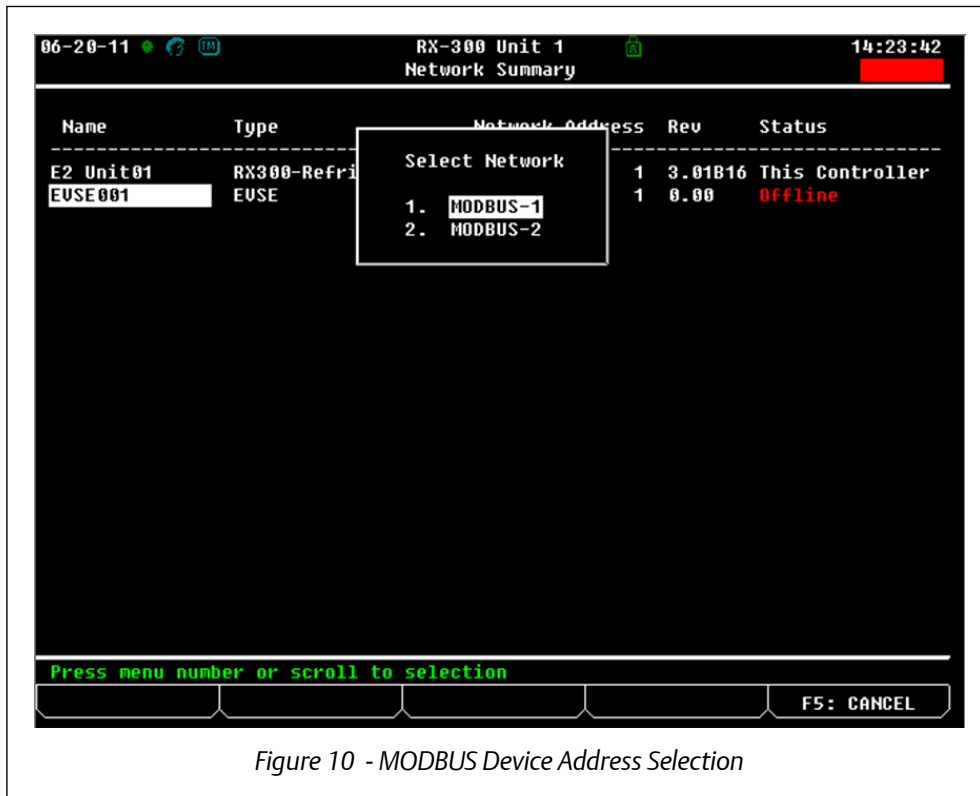 06-20-11 TM RX-300 Unit 1 A 14:23:42
Network Summary
Name Type Network Address Rev Status
Select Network
E2 Unit01 RX300-Refri 1 3.01B16 This Controller
EVSE001 EVSE 1 0.00 Offline
1. MODBUS-1
2. MODBUS-2
Press menu number or scroll to selection
F5: CANCEL
Figure 10 - MODBUS Device Address Selection